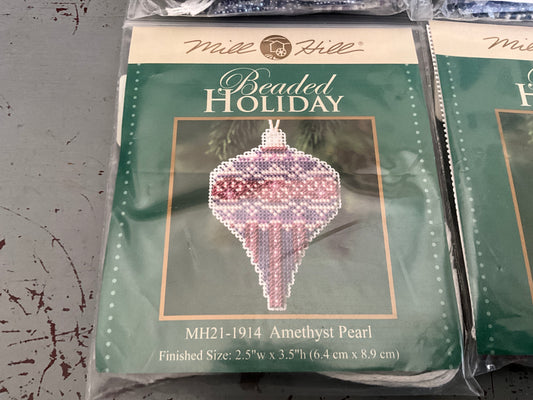 Mill Hill®
Beaded
HOLIDAY
MH21-1914 Amethyst Pearl
Finished Size: 2.5"w x 3.5"h (6.4 cm x 8.9 cm)
Mill